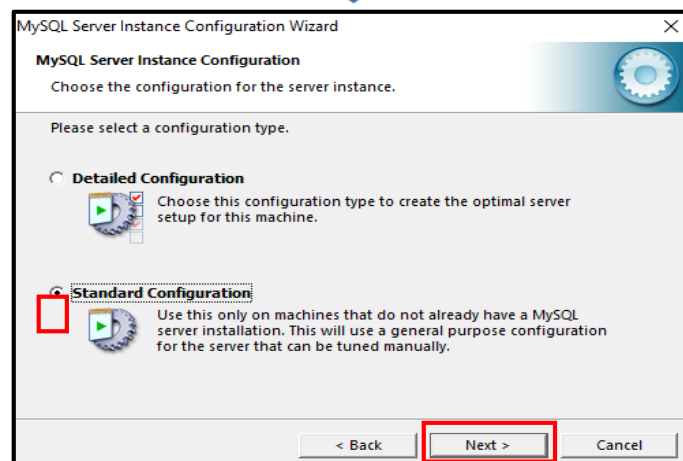 MySQL Server Instance Configuration Wizard
MySQL Server Instance Configuration
Choose the configuration for the server instance.
Please select a configuration type.
Detailed Configuration
Choose this configuration type to create the optimal server
setup for this machine.
Standard Configuration
Use this only on machines that do not already have a MySQL
server installation. This will use a general purpose configuration
for the server that can be tuned manually.
< Back
Next >
Cancel